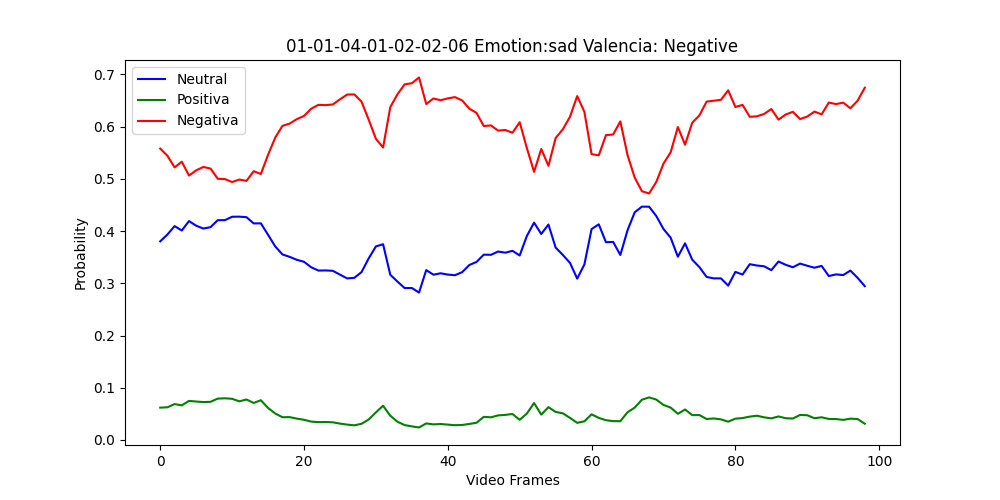 01-01-04-01-02-02-06 Emotion:sad Valencia: Negative
Neutral
Positiva
Negativa
Probability
0.7
0.6
0.5
0.4
0.3
0.2
0.1
0.0
0
20
40
60
80
100
Video Frames